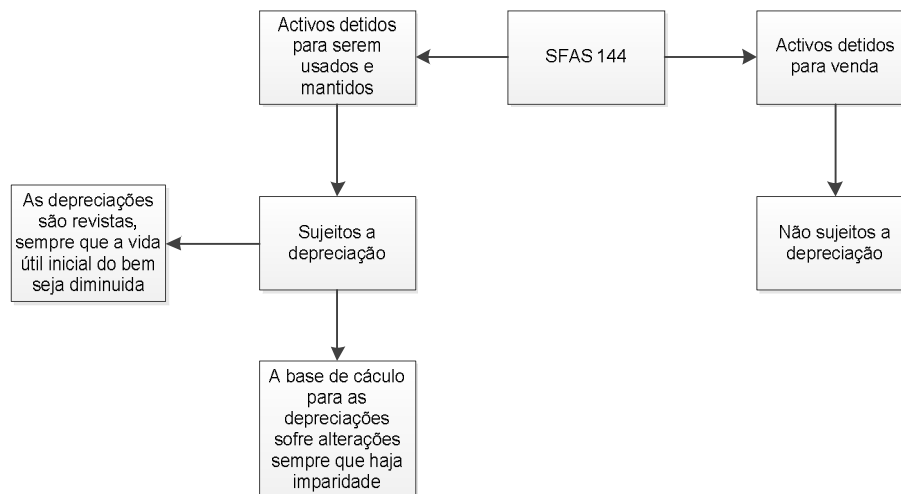 Activos detidos
para serem
usados e
mantidos
SFAS 144
Activos detidos
para venda
As depreciações
são revistas,
sempre que a vida
útil inicial do bem
seja diminuida
Sujeitos a
depreciação
Não sujeitos a
depreciação
A base de cáculo
para as
depreciações
sofre alterações
sempre que haja
imparidade